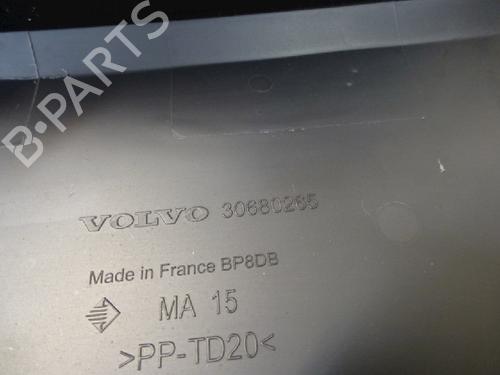 B-PARTS
VOLVO 30680265
Made in France BP8DB
MA 15
>PP-TD20<